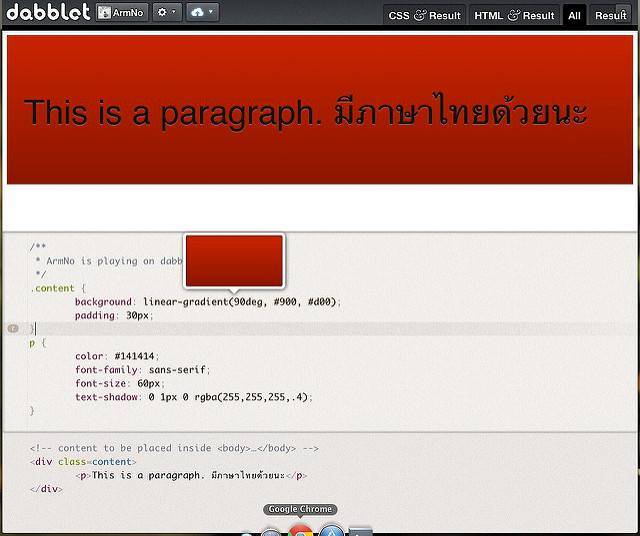 dabblet ArmNo CSS & Result HTML & Result All Result
This is a paragraph. มีภาษาไทยด้วยนะ
/**
* ArmNo is playing on dabb
*/
.content {
background: linear-gradient(90deg, #900, #d00);
padding: 30px;
}
p {
color: #141414;
font-family: sans-serif;
font-size: 60px;
text-shadow: 0 1px 0 rgba(255,255,255,.4);
}
<!-- content to be placed inside <body>…</body> -->
<div class=content>
<p>This is a paragraph. มีภาษาไทยด้วยนะ</p>
</div>
Google Chrome